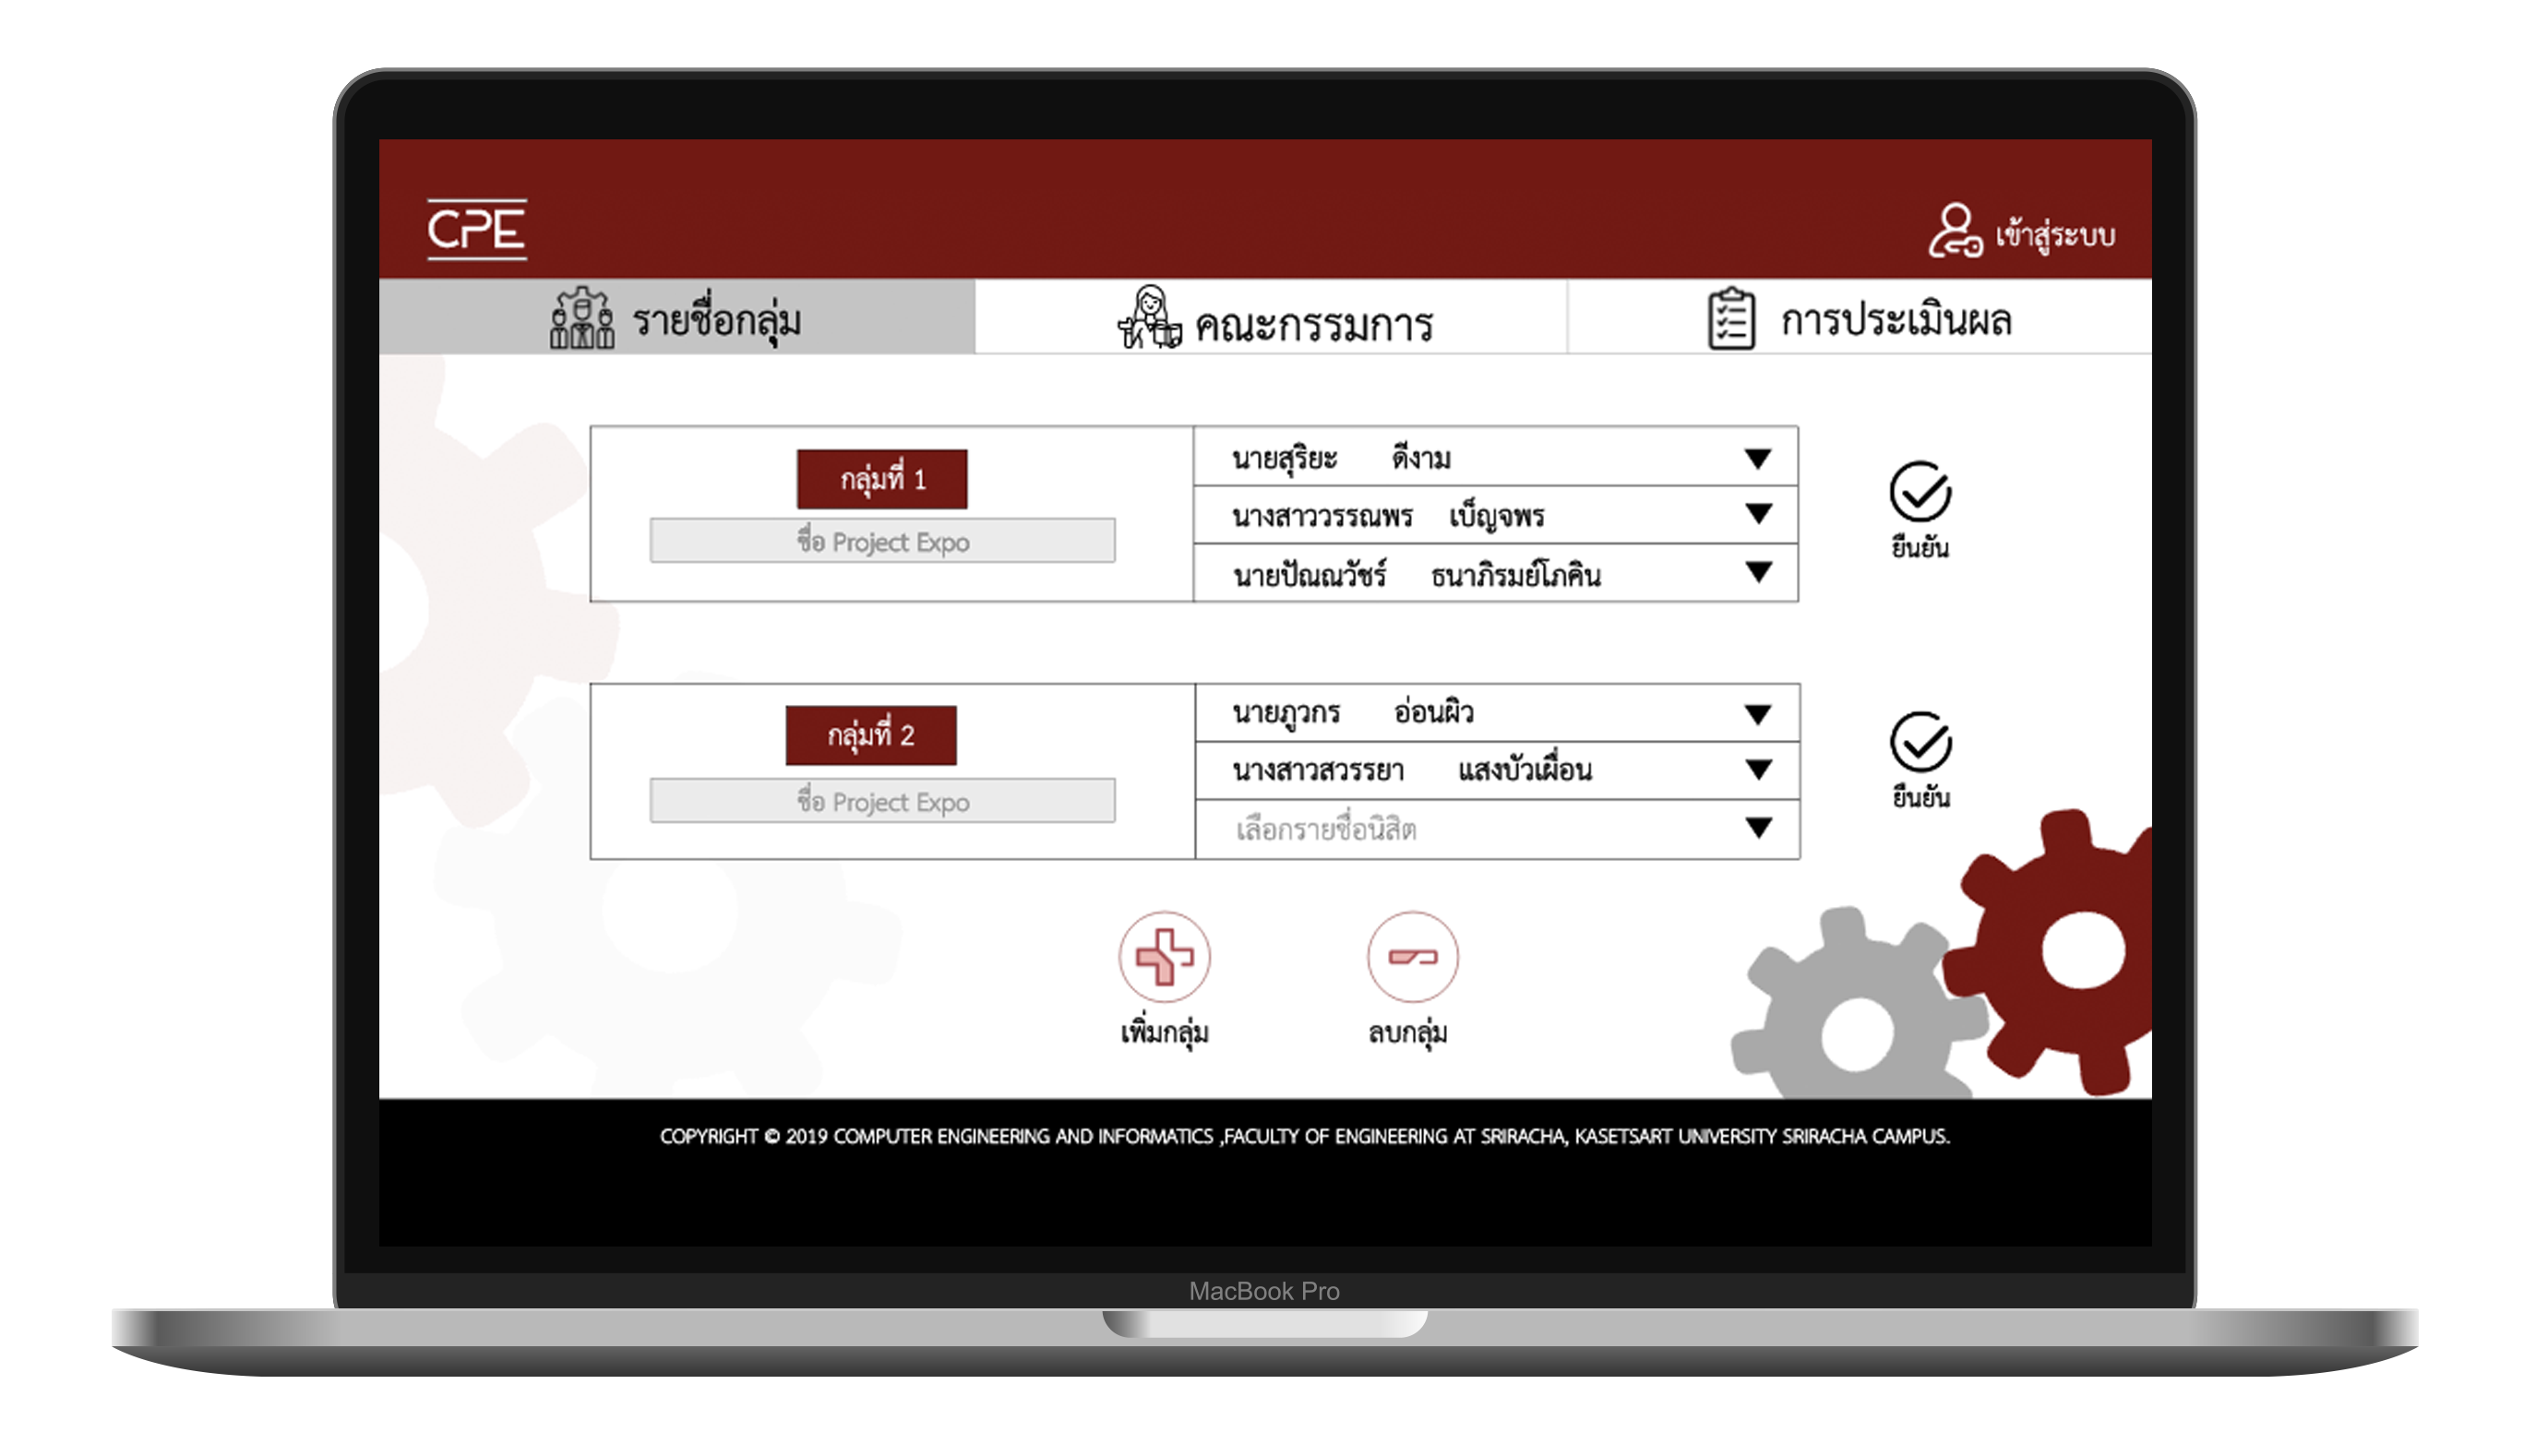 CPE
เข้าสู่ระบบ
รายชื่อกลุ่ม
คณะกรรมการ
การประเมินผล
กลุ่มที่ 1
ชื่อ Project Expo
นายสุริยะ ดีงาม
นางสาววรรณพร เบ็ญจพร
นายปัณณวัชร์ ธนาภิรมย์โภคิน
ยืนยัน
กลุ่มที่ 2
ชื่อ Project Expo
นายภูวกร อ่อนผิว
นางสาวสวรรยา แสงบัวเผื่อน
เลือกรายชื่อนิสิต
ยืนยัน
เพิ่มกลุ่ม
ลบกลุ่ม
COPYRIGHT © 2019 COMPUTER ENGINEERING AND INFORMATICS ,FACULTY OF ENGINEERING AT SRIRACHA, KASETSART UNIVERSITY SRIRACHA CAMPUS.
MacBook Pro